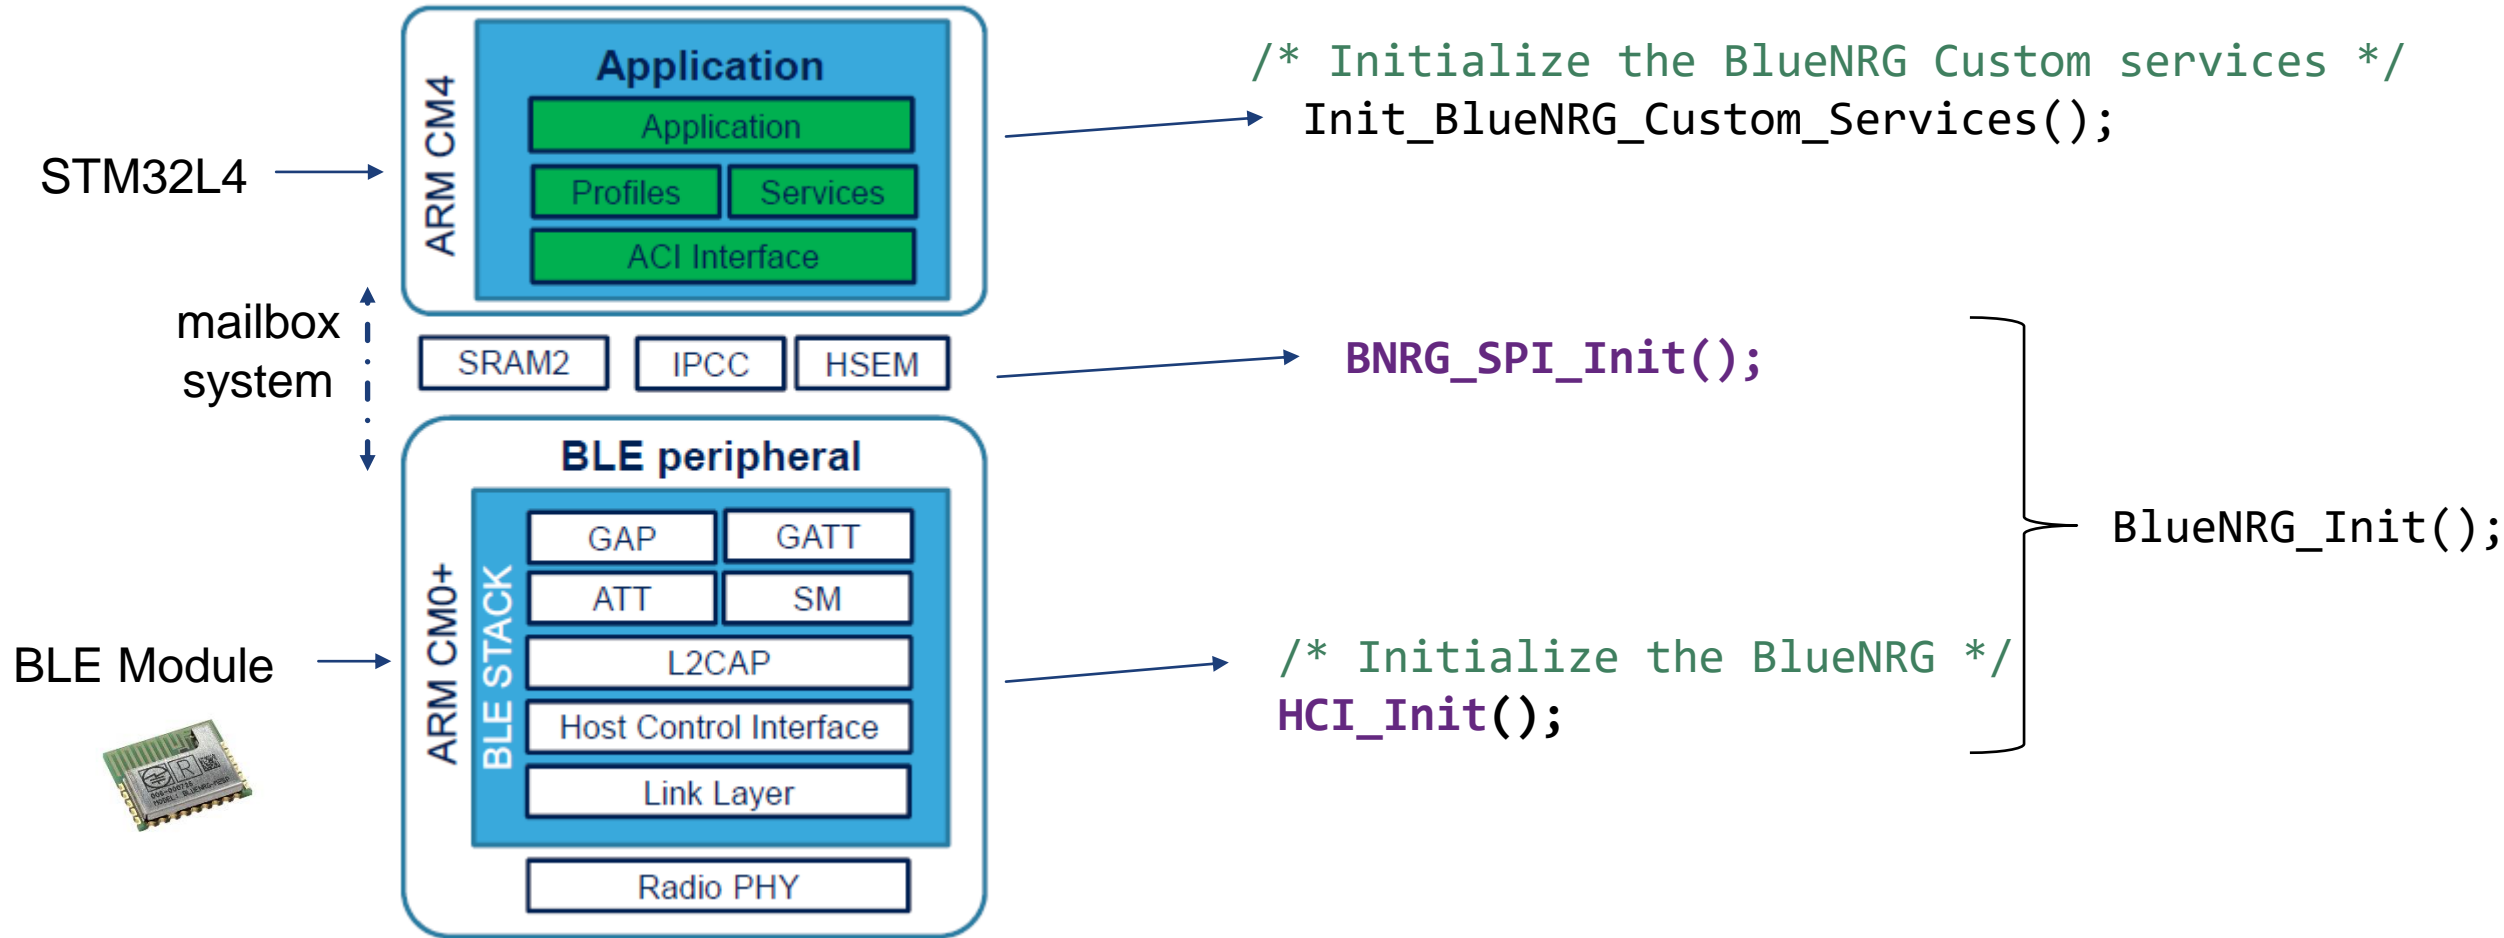 STM32L4
mailbox
system
BLE Module
ARM CM4
Application
Application
Profiles
Services
ACI Interface
SRAM2
IPCC
HSEM
BLE peripheral
ARM CM0+
BLE STACK
GAP
GATT
ATT
SM
L2CAP
Host Control Interface
Link Layer
Radio PHY
/* Initialize the BlueNRG Custom services */
Init_BlueNRG_Custom_Services();
BNRG_SPI_Init();
/* Initialize the BlueNRG */
HCI_Init();
BlueNRG_Init();